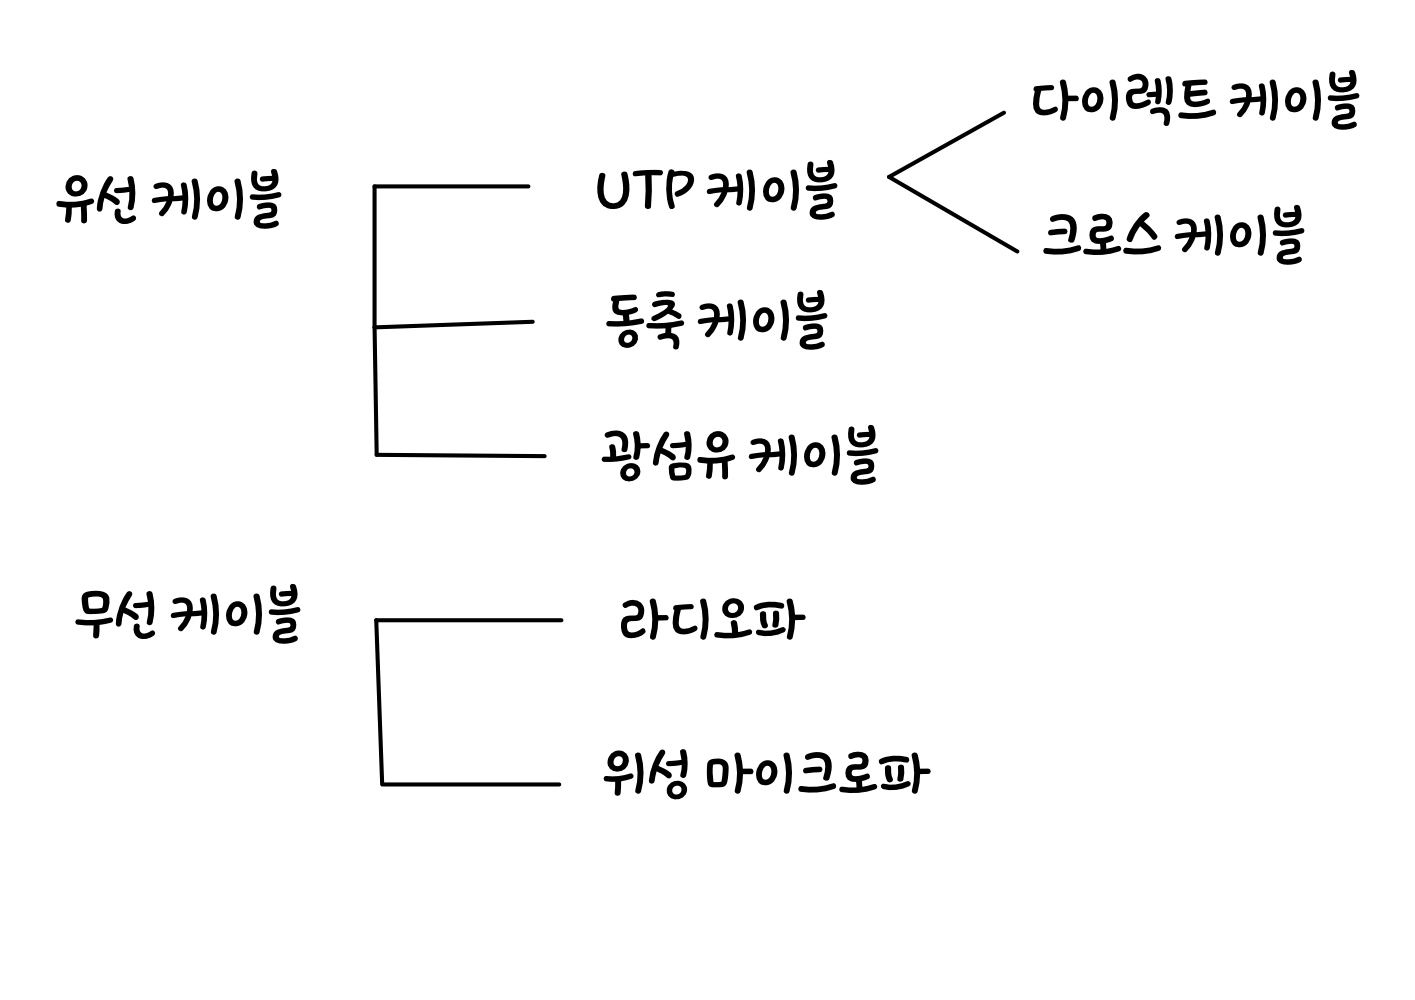 다이렉트 케이블
유선 케이블
UTP 케이블
크로스 케이블
동축 케이블
광섬유 케이블
무선 케이블
라디오파
위성 마이크로파